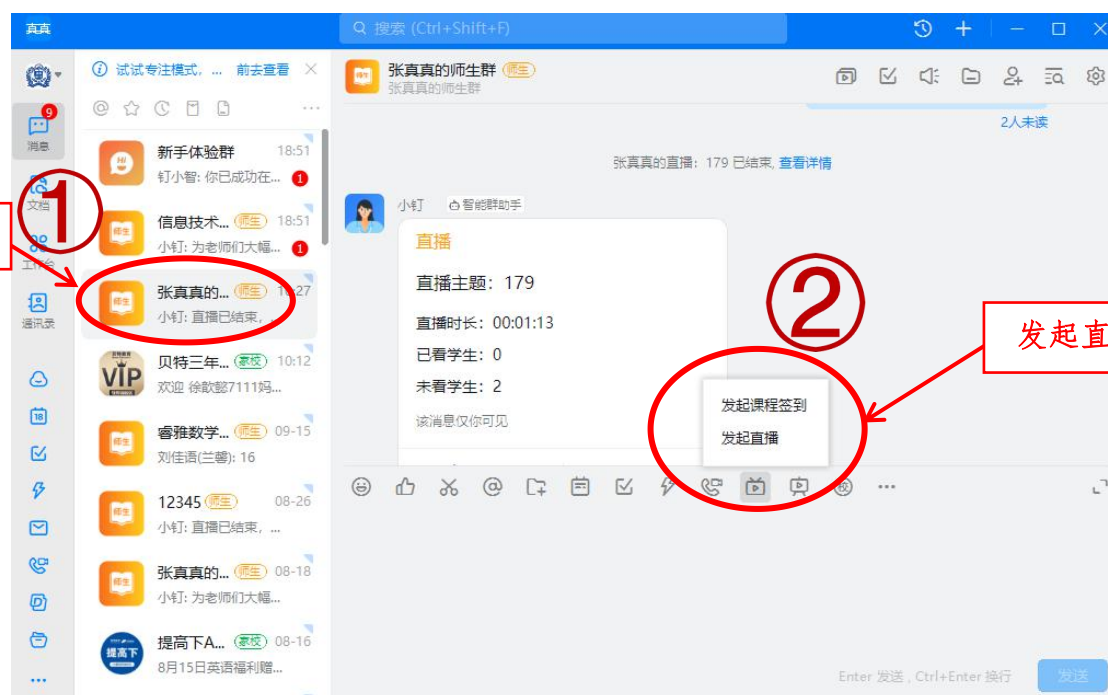 真真
搜索 (Ctrl+Shift+F)
试试专注模式, ... 前去查看
9
消息
文档
工作台
通讯录
18
①
新手体验群 18:51
钉小智: 你已成功在... 1
信息技术... 师生 18:51
小钉: 为老师们大幅... 1
张真真的... 师生
小钉: 直播已结束,
贝特三年... 家校 10:12
VIP
睿雅数学... 师生 09-15
刘佳语(兰馨): 16
12345 师生 08-26
小钉: 直播已结束, ...
张真真的... 师生 08-18
小钉: 为老师们大幅...
提高下
提高下A... 家校 08-16
8月15日英语福利赠...
张真真的师生群 师生
张真真的师生群
2人未读
张真真的直播: 179 已结束, 查看详情
小钉 智能群助手
直播
直播主题: 179
直播时长: 00:01:13
已看学生: 0
未看学生: 2
该消息仅你可见
②
发起直
发起课程签到
发起直播
Enter 发送 , Ctrl+Enter 换行
发送